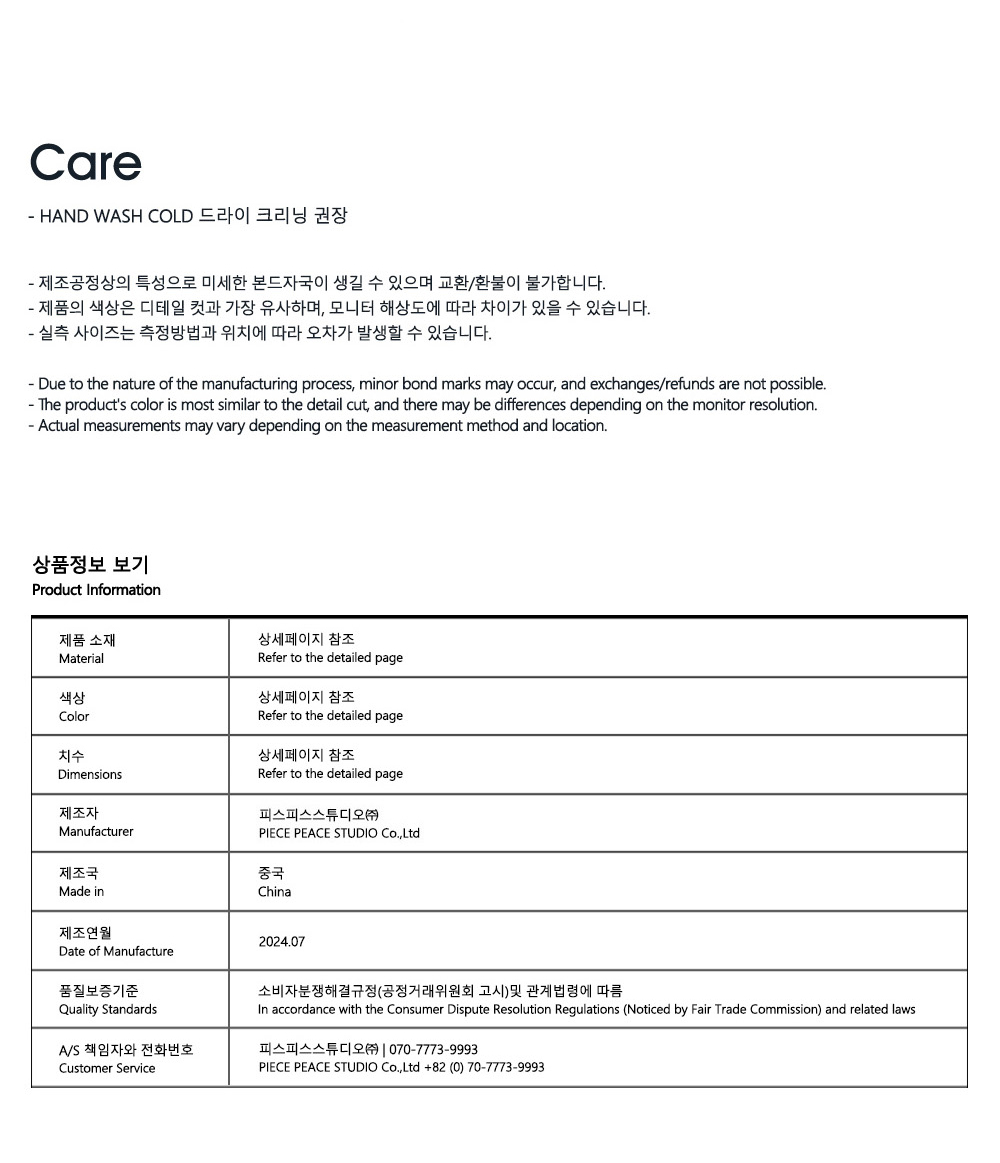 Care
- HAND WASH COLD 드라이 크리닝 권장
- 제조공정상의 특성으로 미세한 본드자국이 생길 수 있으며 교환/환불이 불가합니다.
- 제품의 색상은 디테일 컷과 가장 유사하며, 모니터 해상도에 따라 차이가 있을 수 있습니다.
- 실측 사이즈는 측정방법과 위치에 따라 오차가 발생할 수 있습니다.
- Due to the nature of the manufacturing process, minor bond marks may occur, and exchanges/refunds are not possible.
- The product's color is most similar to the detail cut, and there may be differences depending on the monitor resolution.
- Actual measurements may vary depending on the measurement method and location.
상품정보 보기
Product Information
제품 소재
Material
상세페이지 참조
Refer to the detailed page
색상
Color
상세페이지 참조
Refer to the detailed page
치수
Dimensions
상세페이지 참조
Refer to the detailed page
제조자
Manufacturer
피스피스스튜디오㈜
PIECE PEACE STUDIO Co.,Ltd
제조국
Made in
중국
China
제조연월
Date of Manufacture
2024.07
품질보증기준
Quality Standards
소비자분쟁해결규정(공정거래위원회 고시)및 관계법령에 따름
In accordance with the Consumer Dispute Resolution Regulations (Noticed by Fair Trade Commission) and related laws
A/S 책임자와 전화번호
Customer Service
피스피스스튜디오㈜ | 070-7773-9993
PIECE PEACE STUDIO Co.,Ltd +82 (0) 70-7773-9993